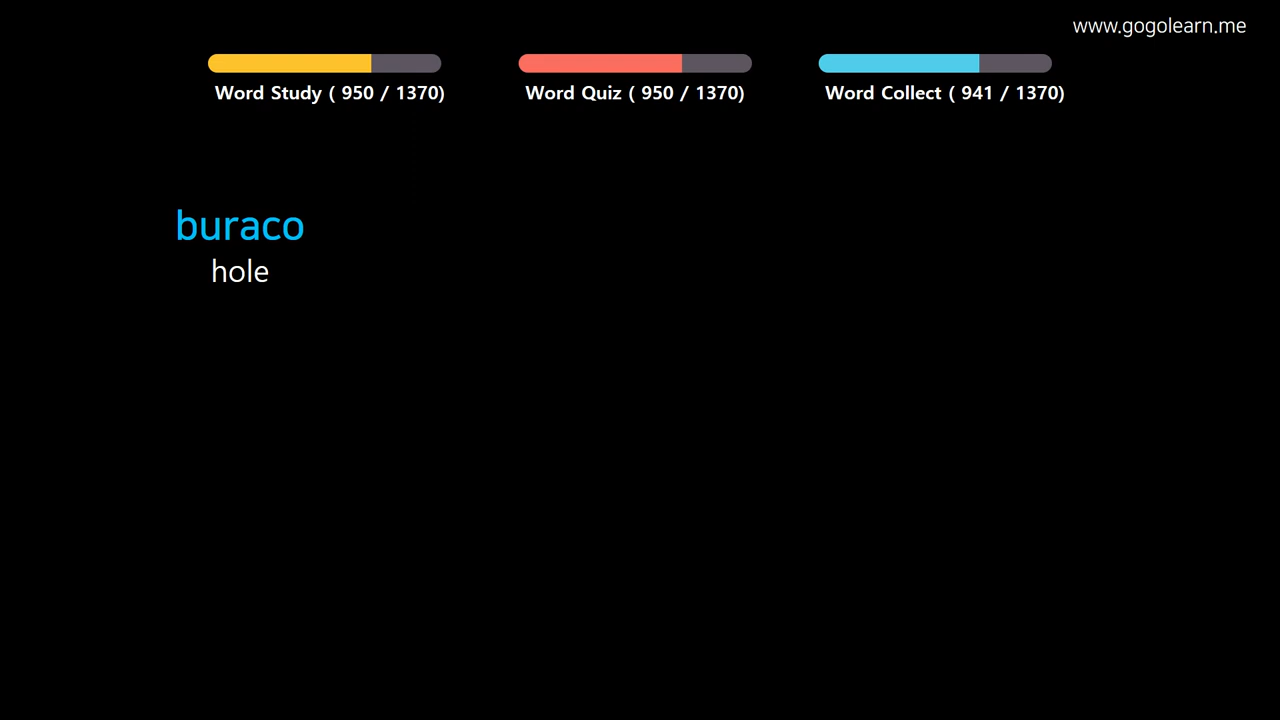 www.gogolearn.me
Word Study ( 950 / 1370)
Word Quiz ( 950 / 1370)
Word Collect ( 941 / 1370)
buraco
hole